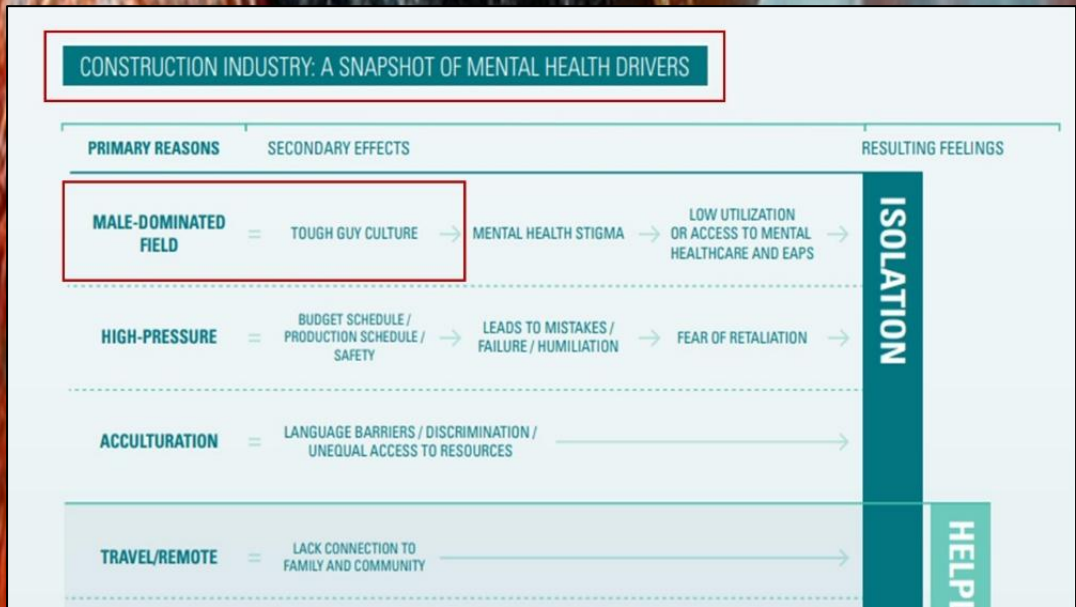 CONSTRUCTION INDUSTRY: A SNAPSHOT OF MENTAL HEALTH DRIVERS
PRIMARY REASONS
SECONDARY EFFECTS
RESULTING FEELINGS
MALE-DOMINATED
FIELD
=
TOUGH GUY CULTURE
MENTAL HEALTH STIGMA
LOW UTILIZATION
OR ACCESS TO MENTAL
HEALTHCARE AND EAPS
HIGH-PRESSURE
=
BUDGET SCHEDULE /
PRODUCTION SCHEDULE /
SAFETY
LEADS TO MISTAKES /
FAILURE / HUMILIATION
FEAR OF RETALIATION
ACCULTURATION
=
LANGUAGE BARRIERS / DISCRIMINATION /
UNEQUAL ACCESS TO RESOURCES
TRAVEL/REMOTE
=
LACK CONNECTION TO
FAMILY AND COMMUNITY
ISOLATION